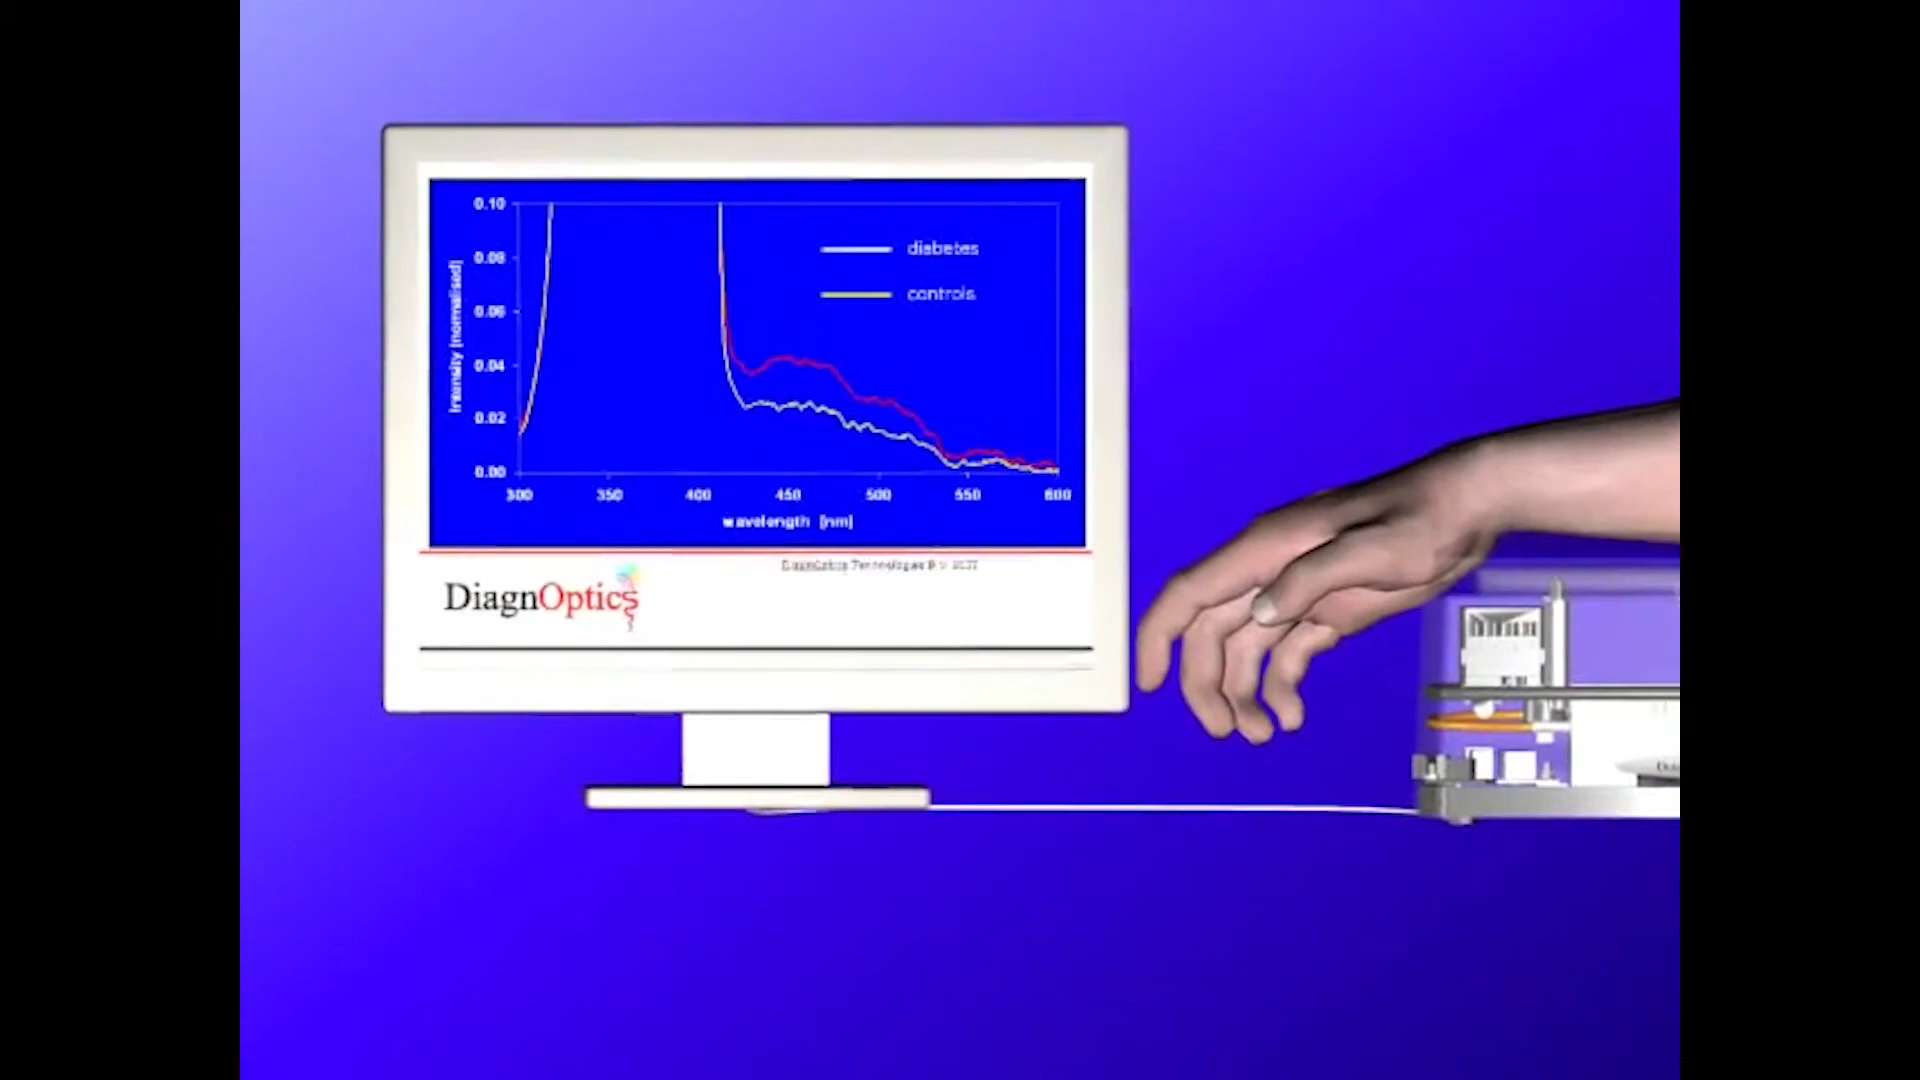 0.10
0.08
0.06
0.04
0.02
0.00
Intensity [normalised]
diabetes
controls
300 350 400 450 500 550 600
wavelength [nm]
DiagnOptics